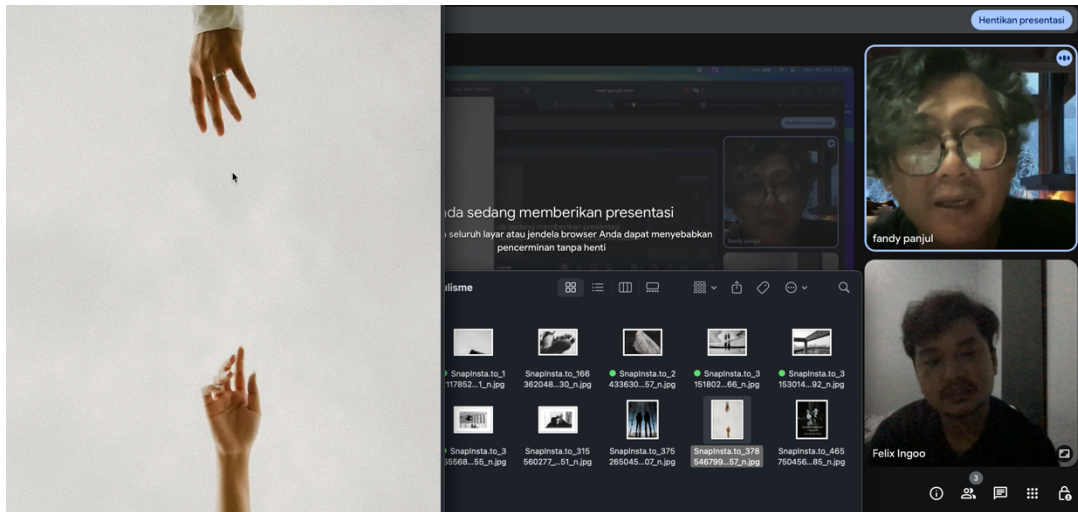 Hentikan presentasi
nda sedang memberikan presentasi
seluruh layar atau jendela browser Anda dapat menyebabkan
pencerminan tanpa henti
fandy panjul
ulisme
SnapInsta.to_1
117852...1_n.jpg
SnapInsta.to_166
362048...30_n.jpg
SnapInsta.to_2
433630...57_n.jpg
SnapInsta.to_3
151802...66_n.jpg
SnapInsta.to_3
153014...92_n.jpg
SnapInsta.to_3
55568...55_n.jpg
SnapInsta.to_315
560277...51_n.jpg
SnapInsta.to_375
265045...07_n.jpg
SnapInsta.to_378
546799...57_n.jpg
SnapInsta.to_465
750456...85_n.jpg
Felix Ingoo
3